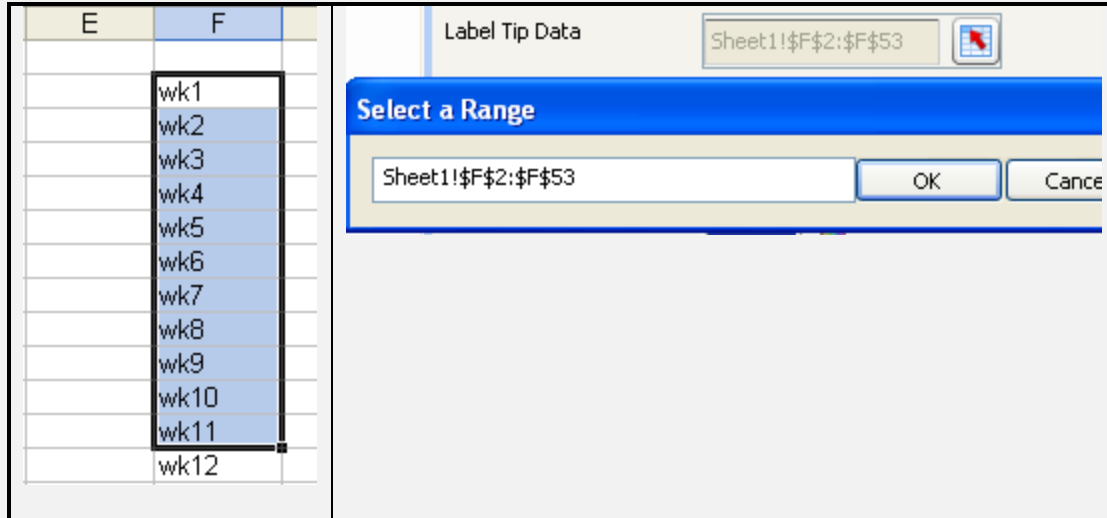 E F
wk1
wk2
wk3
wk4
wk5
wk6
wk7
wk8
wk9
wk10
wk11
wk12
Label Tip Data Sheet1!$F$2:$F$53
Select a Range
Sheet1!$F$2:$F$53 OK Cance